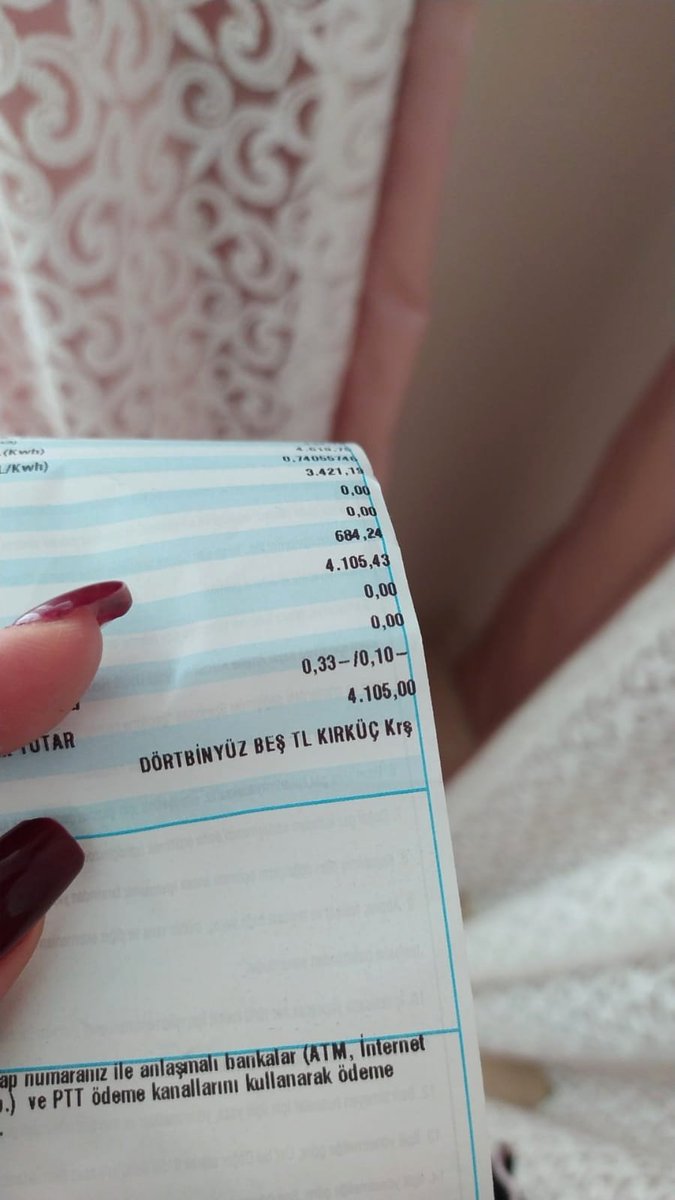 (Kwh)
0.74055746
L/Kwh)
3.421,19
0,00
0,00
684,24
4.105,43
0,00
0,00
0,33-/0,10-
4.105,00
TUTAR
DÖRTBİNYÜZ BEŞ TL KIRKÜÇ Krş
ap numaranız ile anlaşmalı bankalar (ATM, İnternet
.) ve PTT ödeme kanallarını kullanarak ödeme